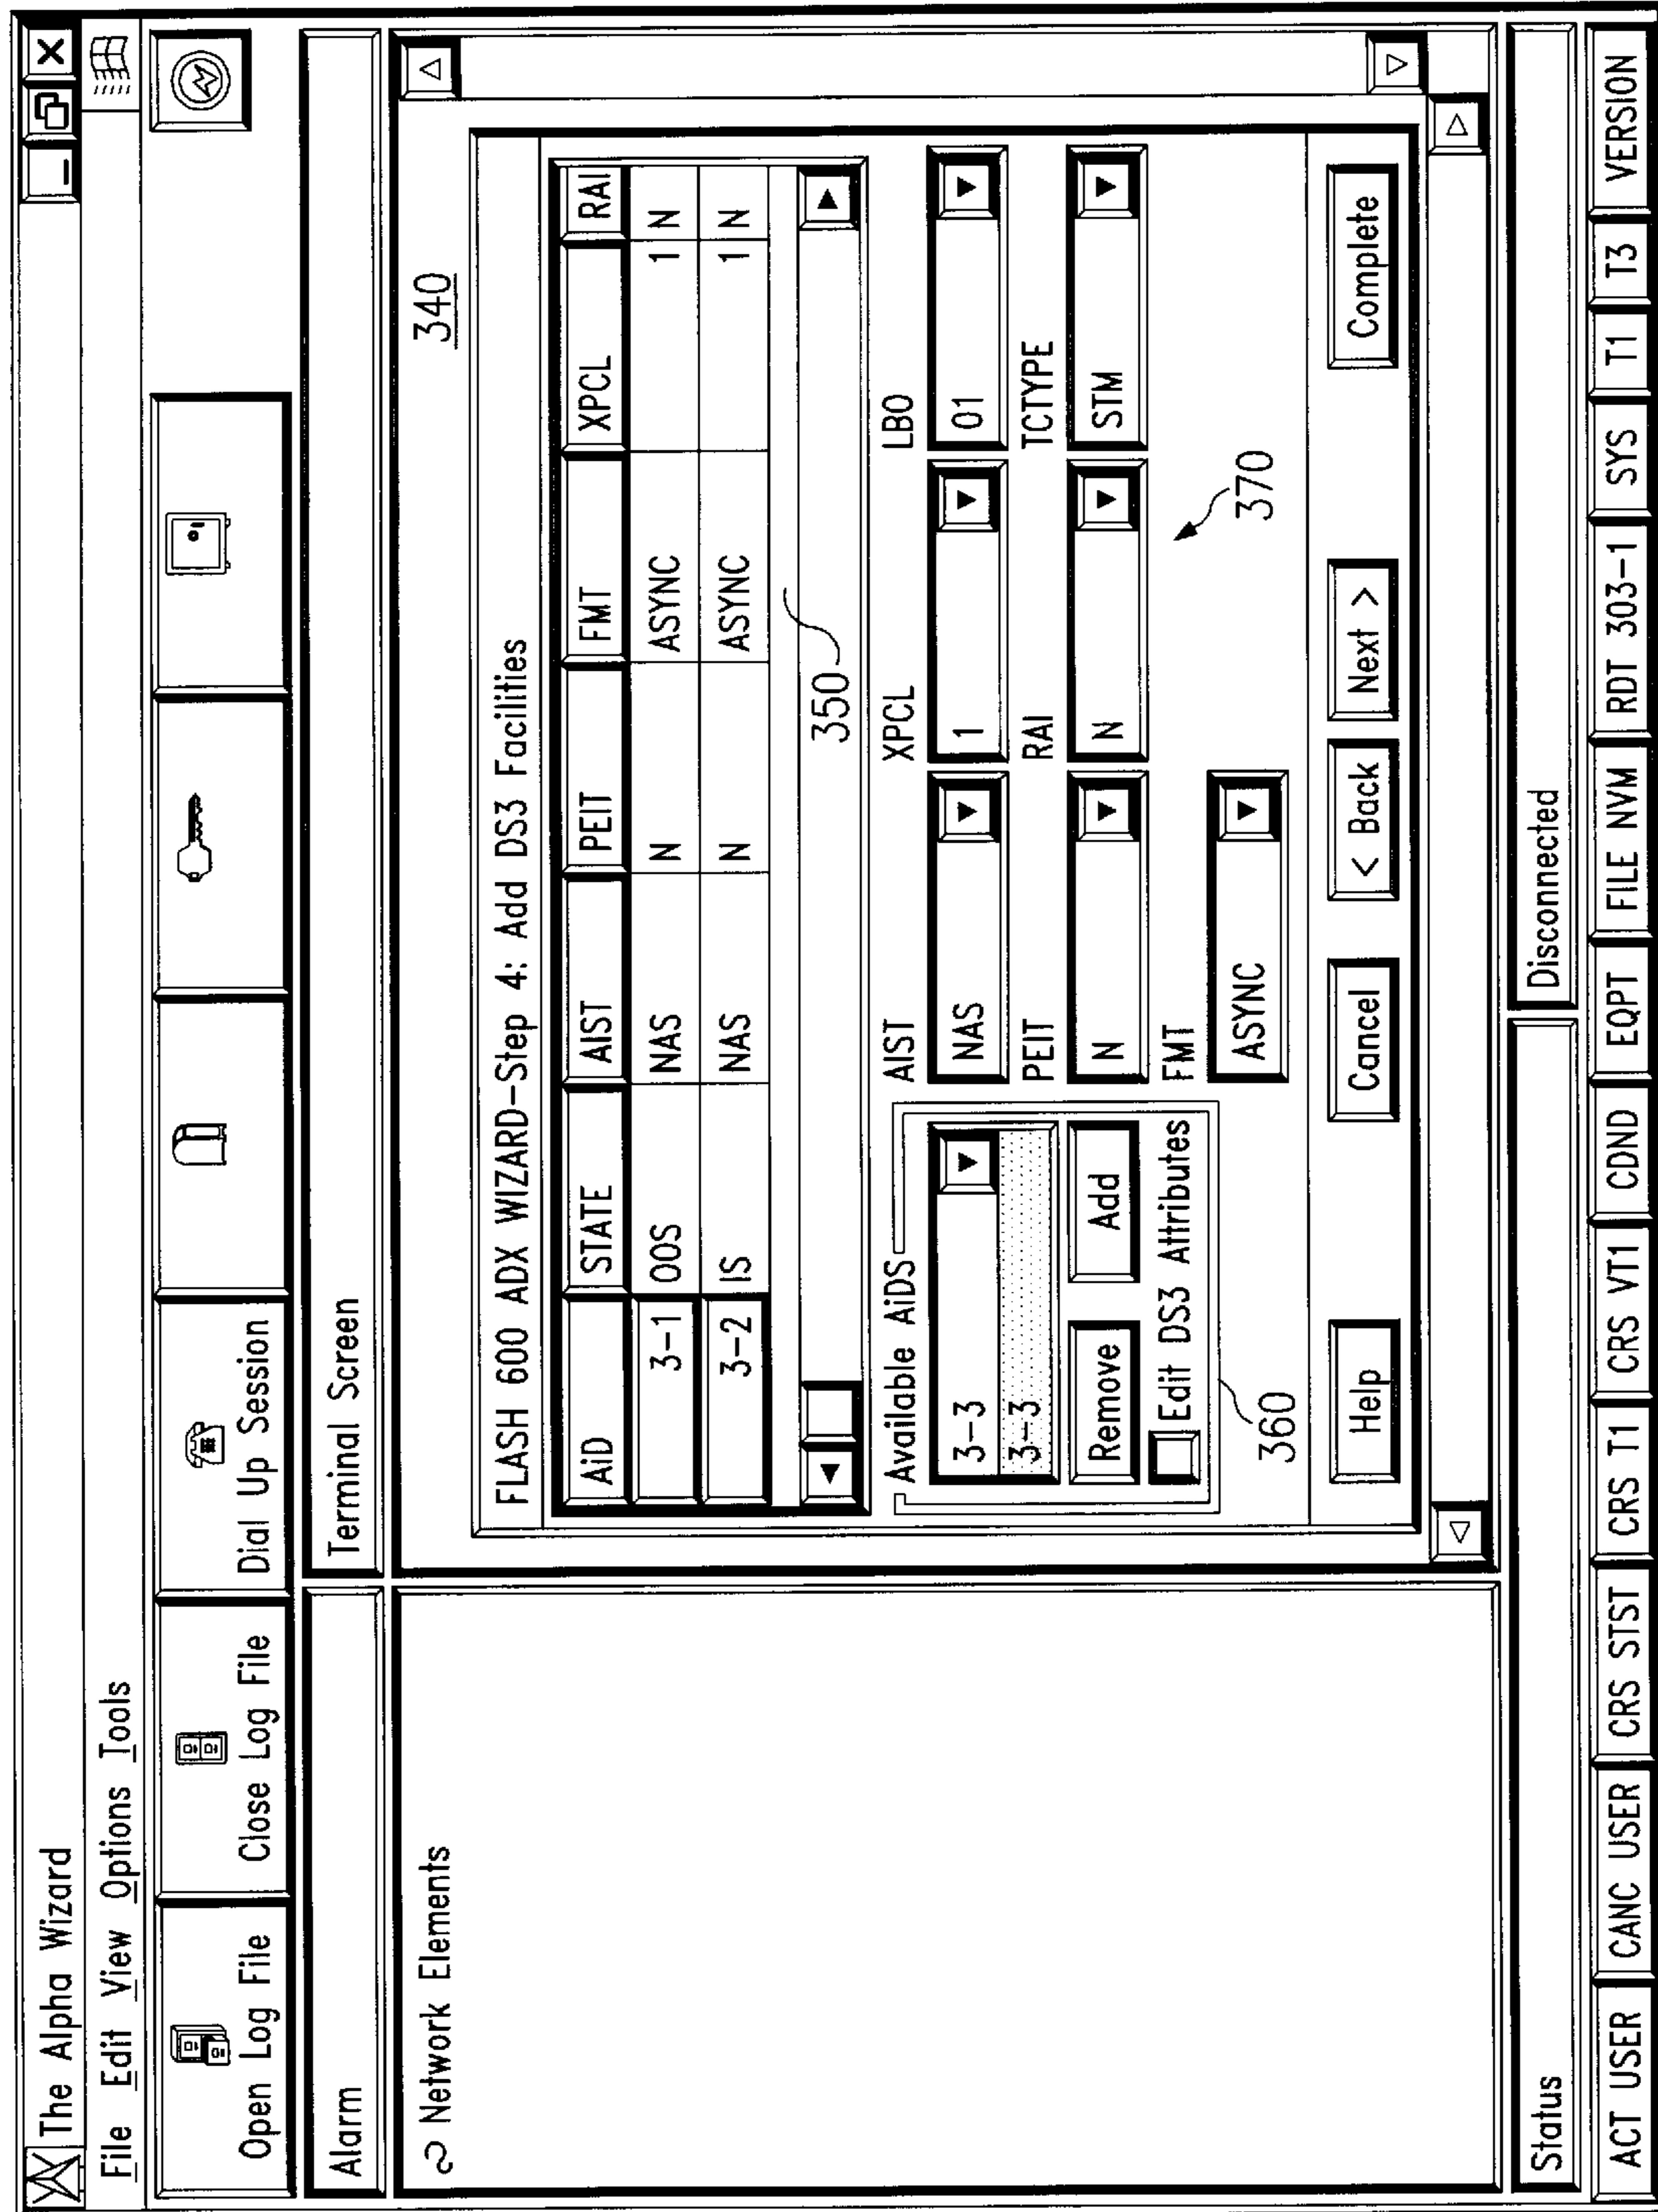 The Alpha Wizard
File Edit View Options Tools
Open Log File Close Log File Dial Up Session
Alarm Terminal Screen
Network Elements
340
FLASH 600 ADX WIZARD-Step 4: Add DS3 Facilities
AiD STATE AIST PEIT FMT XPCL RAI
3-1 OOS NAS N ASYNC 1 N
3-2 IS NAS N ASYNC 1 N
350
Available AiDS AIST XPCL LBO
3-3 NAS 1 01
3-3 PEIT RAI TCTYPE
Remove Add N N STM
Edit DS3 Attributes FMT
ASYNC
360 370
Help Cancel < Back Next > Complete
Status Disconnected
ACT USER CANC USER CRS STST CRS T1 CRS VT1 CDND EQPT FILE NVM RDT 303-1 SYS T1 T3 VERSION